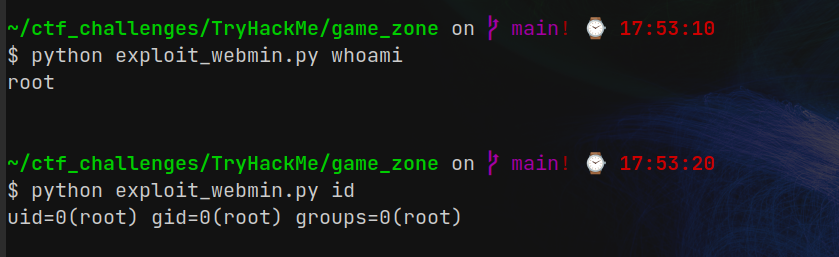 ~/ctf_challenges/TryHackMe/game_zone on main! ⌚ 17:53:10
$ python exploit_webmin.py whoami
root
~/ctf_challenges/TryHackMe/game_zone on main! ⌚ 17:53:20
$ python exploit_webmin.py id
uid=0(root) gid=0(root) groups=0(root)